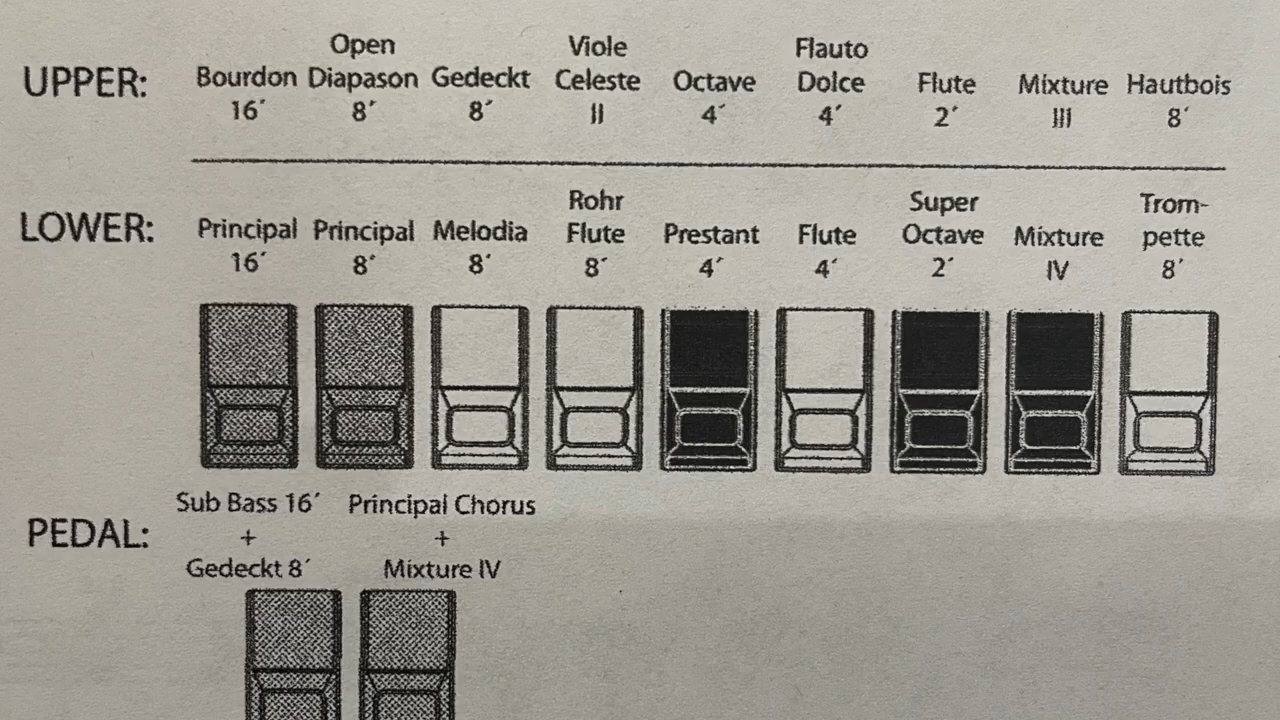 UPPER: Bourdon 16´ Open Diapason 8´ Gedeckt 8´ Viole Celeste II Octave 4´ Flauto Dolce 4´ Flute 2´ Mixture III Hautbois 8´
LOWER: Principal 16´ Principal 8´ Melodia 8´ Rohr Flute 8´ Prestant 4´ Flute 4´ Super Octave 2´ Mixture IV Trom-pette 8´
PEDAL: Sub Bass 16´ + Gedeckt 8´ Principal Chorus + Mixture IV